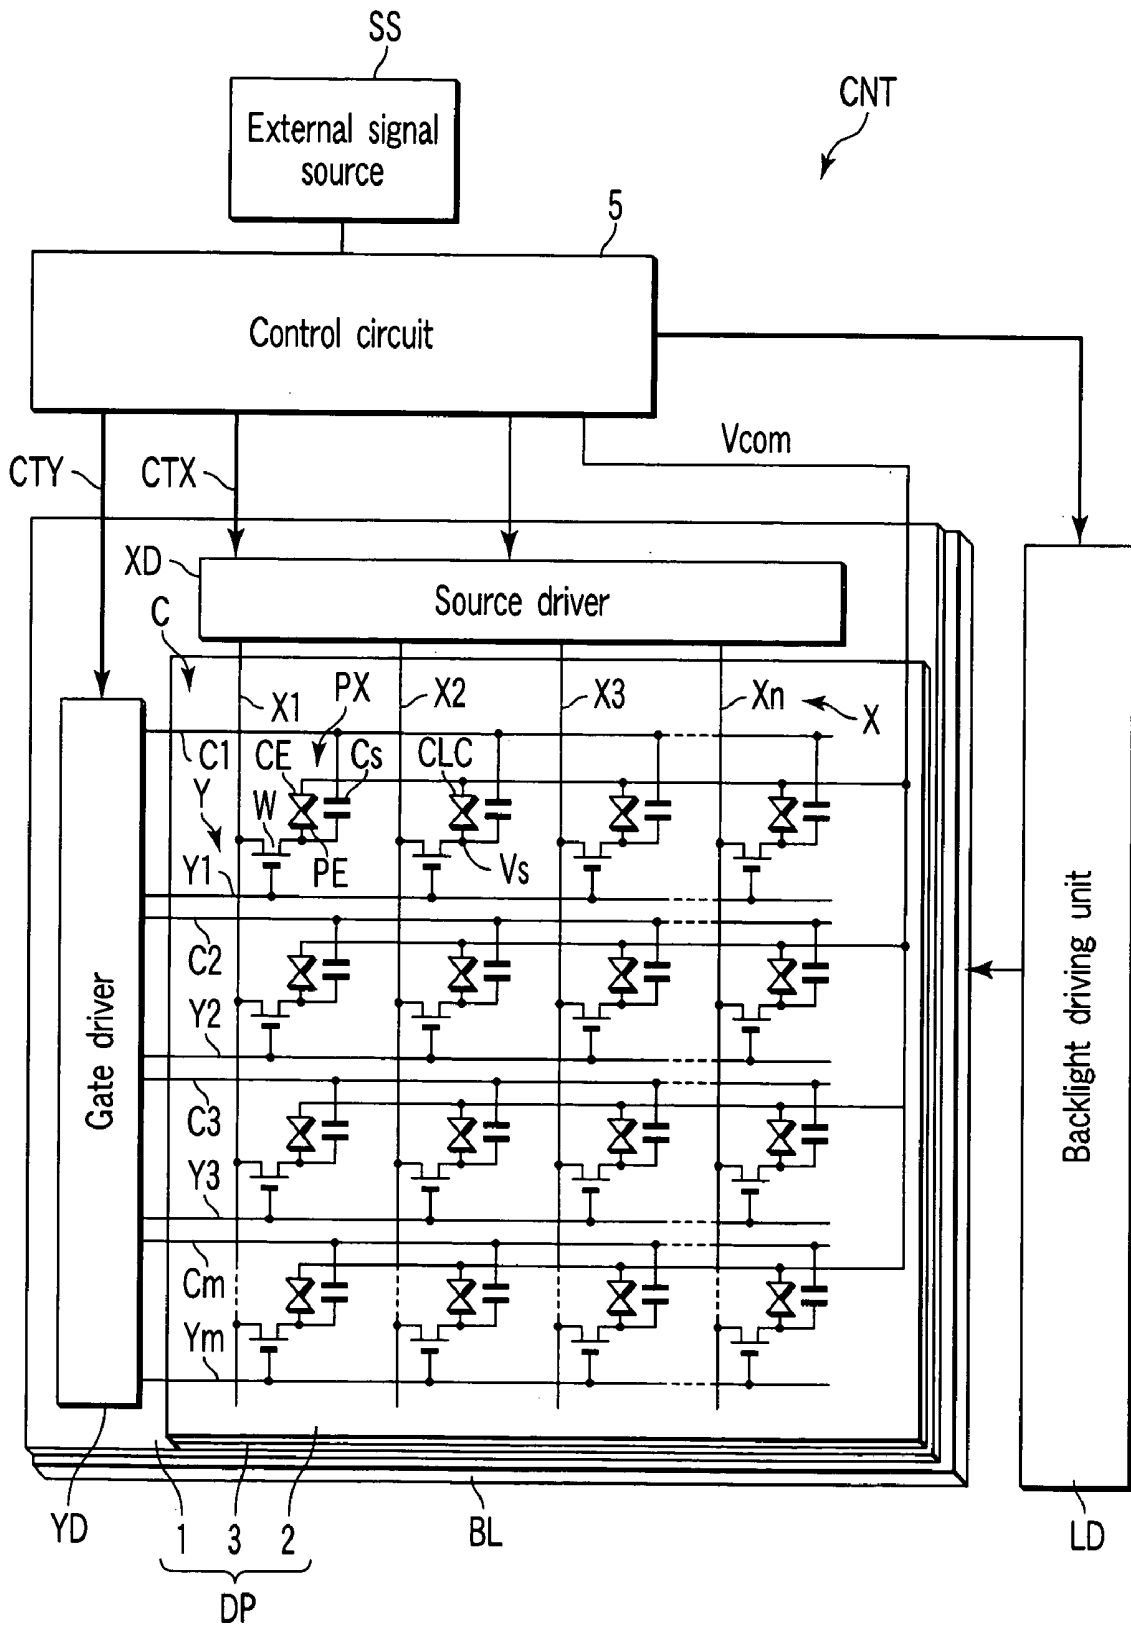 SS
CNT
External signal
source
5
Control circuit
Vcom
CTY
CTX
XD
Source driver
C
X1
PX
X2
X3
Xn
X
C1
CE
Cs
CLC
Y
W
Y1
PE
Vs
C2
Y2
C3
Y3
Cm
Ym
Gate driver
Backlight driving unit
YD
1
3
2
BL
LD
DP